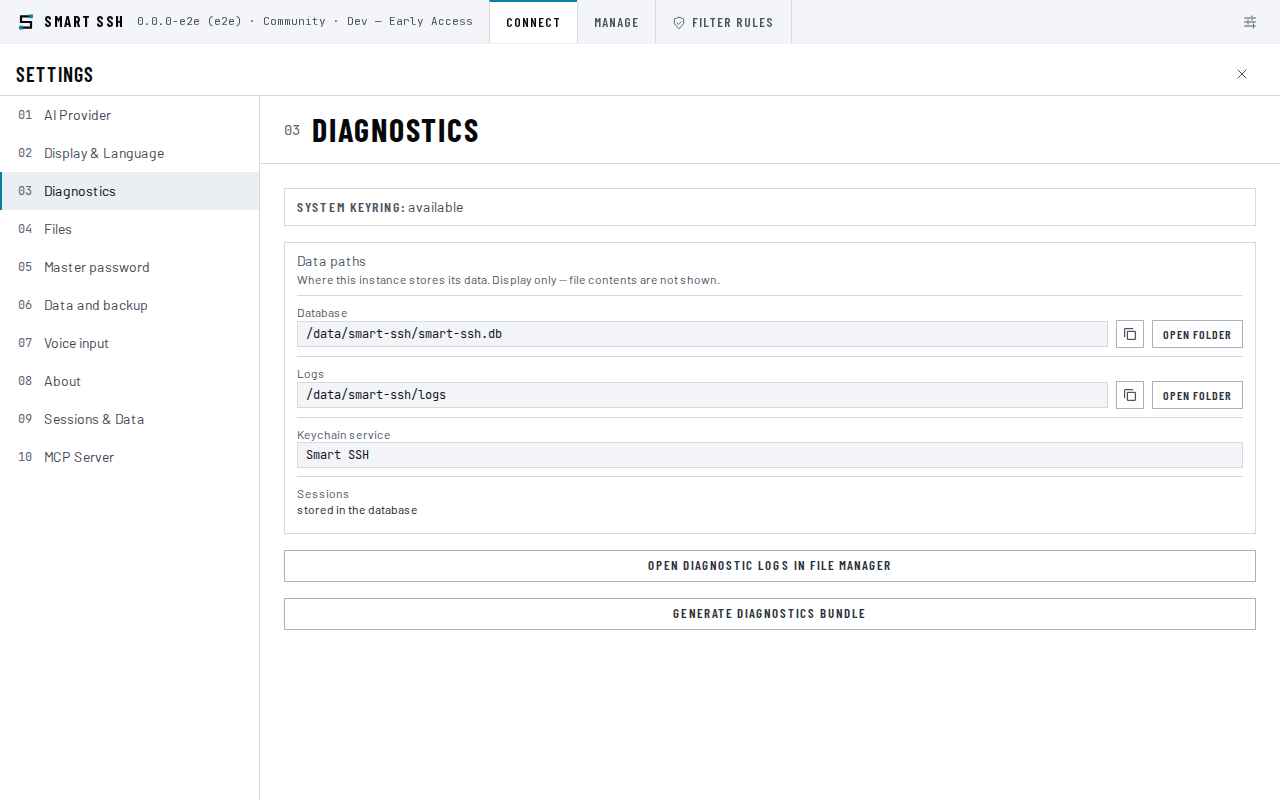 SMART SSH 0.0.0-e2e (e2e) · Community · Dev — Early Access CONNECT MANAGE FILTER RULES
SETTINGS
01 AI Provider
02 Display & Language
03 Diagnostics
04 Files
05 Master password
06 Data and backup
07 Voice input
08 About
09 Sessions & Data
10 MCP Server
03 DIAGNOSTICS
SYSTEM KEYRING: available
Data paths
Where this instance stores its data. Display only — file contents are not shown.
Database
/data/smart-ssh/smart-ssh.db OPEN FOLDER
Logs
/data/smart-ssh/logs OPEN FOLDER
Keychain service
Smart SSH
Sessions
stored in the database
OPEN DIAGNOSTIC LOGS IN FILE MANAGER
GENERATE DIAGNOSTICS BUNDLE